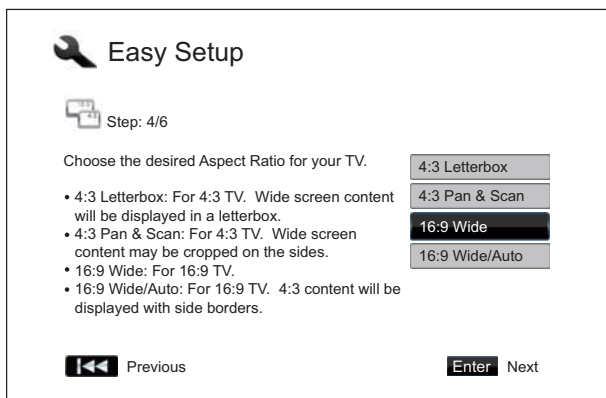 Easy Setup
Step: 4/6
Choose the desired Aspect Ratio for your TV.
• 4:3 Letterbox: For 4:3 TV.  Wide screen content
will be displayed in a letterbox.
• 4:3 Pan & Scan: For 4:3 TV.  Wide screen
content may be cropped on the sides.
• 16:9 Wide: For 16:9 TV.
• 16:9 Wide/Auto: For 16:9 TV.  4:3 content will be
displayed with side borders.
4:3 Letterbox
4:3 Pan & Scan
16:9 Wide
16:9 Wide/Auto
Previous
Enter Next